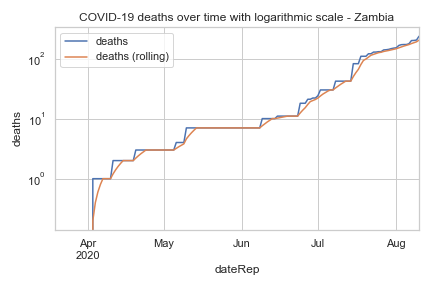 COVID-19 deaths over time with logarithmic scale - Zambia
deaths
deaths (rolling)
10²
10¹
10⁰
deaths
Apr May Jun Jul Aug
2020
dateRep